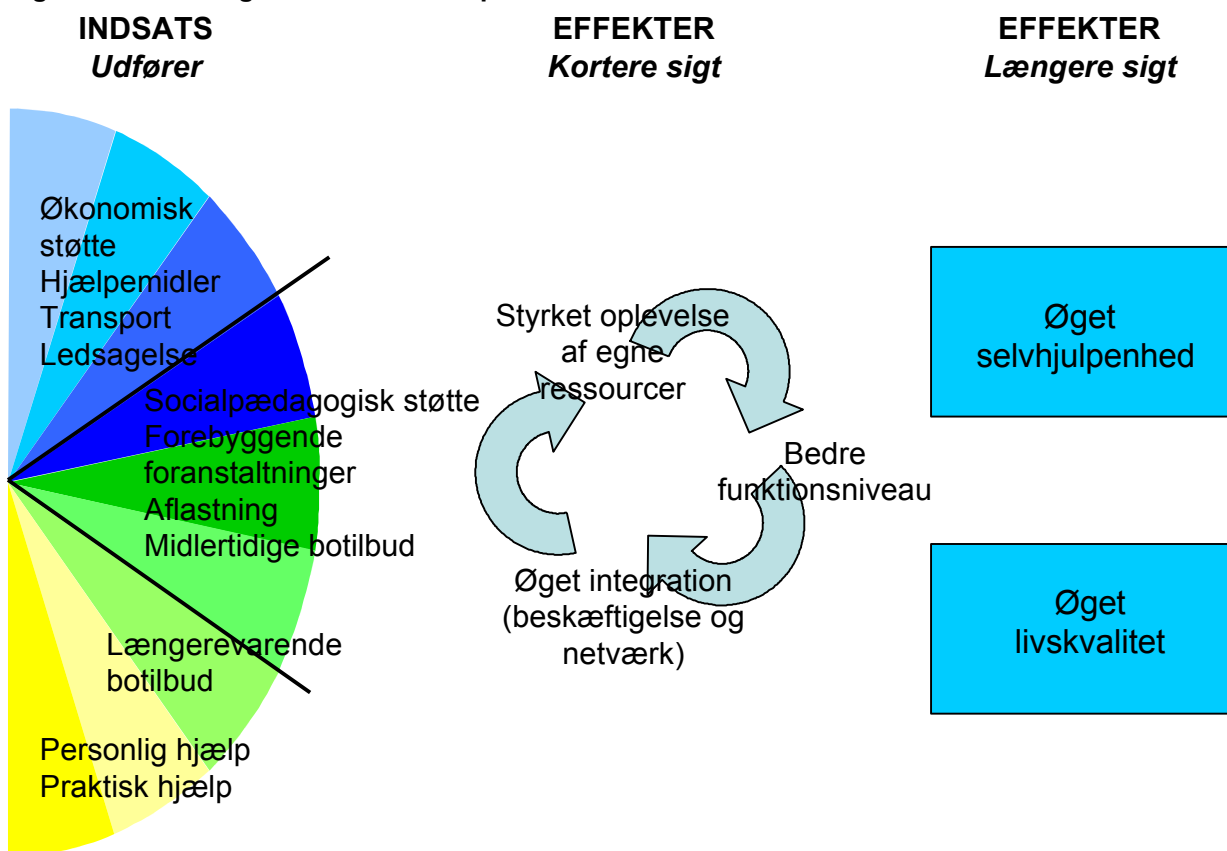 INDSATS
Udfører
EFFEKTER
Kortere sigt
EFFEKTER
Længere sigt
Økonomisk
støtte
Hjælpemidler
Transport
Ledsagelse
Socialpædagogisk støtte
Forebyggende
foranstaltninger
Aflastning
Midlertidige botilbud
Længerevarende
botilbud
Personlig hjælp
Praktisk hjælp
Styrket oplevelse
af egne
ressourcer
Bedre
funktionsniveau
Øget integration
(beskæftigelse og
netværk)
Øget
selvhjulpenhed
Øget
livskvalitet